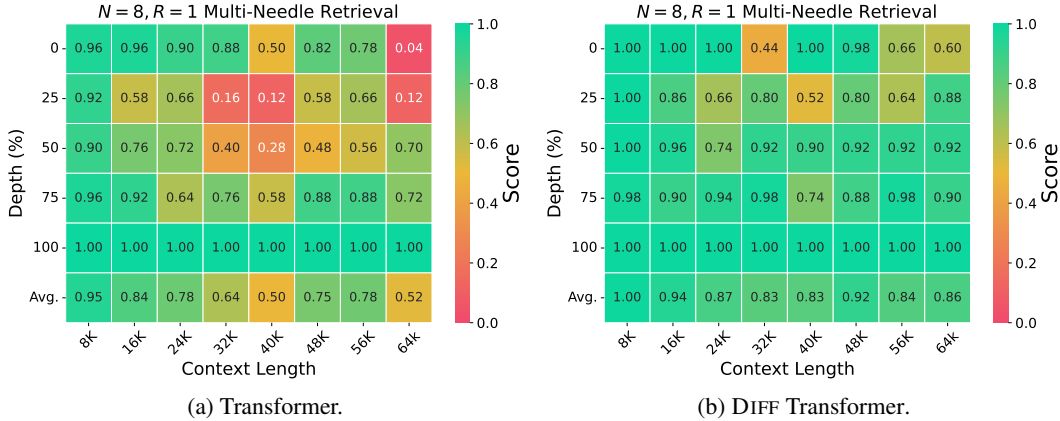 N = 8, R = 1 Multi-Needle Retrieval
0 0.96 0.96 0.90 0.88 0.50 0.82 0.78 0.04
25 0.92 0.58 0.66 0.16 0.12 0.58 0.66 0.12
50 0.90 0.76 0.72 0.40 0.28 0.48 0.56 0.70
75 0.96 0.92 0.64 0.76 0.58 0.88 0.88 0.72
100 1.00 1.00 1.00 1.00 1.00 1.00 1.00 1.00
Avg. 0.95 0.84 0.78 0.64 0.50 0.75 0.78 0.52
Depth (%)
8K 16K 24K 32K 40K 48K 56K 64k
Context Length
1.0
0.8
0.6
0.4
0.2
0.0
Score
(a) Transformer.
N = 8, R = 1 Multi-Needle Retrieval
0 1.00 1.00 1.00 0.44 1.00 0.98 0.66 0.60
25 1.00 0.86 0.66 0.80 0.52 0.80 0.64 0.88
50 1.00 0.96 0.74 0.92 0.90 0.92 0.92 0.92
75 0.98 0.90 0.94 0.98 0.74 0.88 0.98 0.90
100 1.00 1.00 1.00 1.00 1.00 1.00 1.00 1.00
Avg. 1.00 0.94 0.87 0.83 0.83 0.92 0.84 0.86
Depth (%)
8K 16K 24K 32K 40K 48K 56K 64k
Context Length
1.0
0.8
0.6
0.4
0.2
0.0
Score
(b) DIFF Transformer.